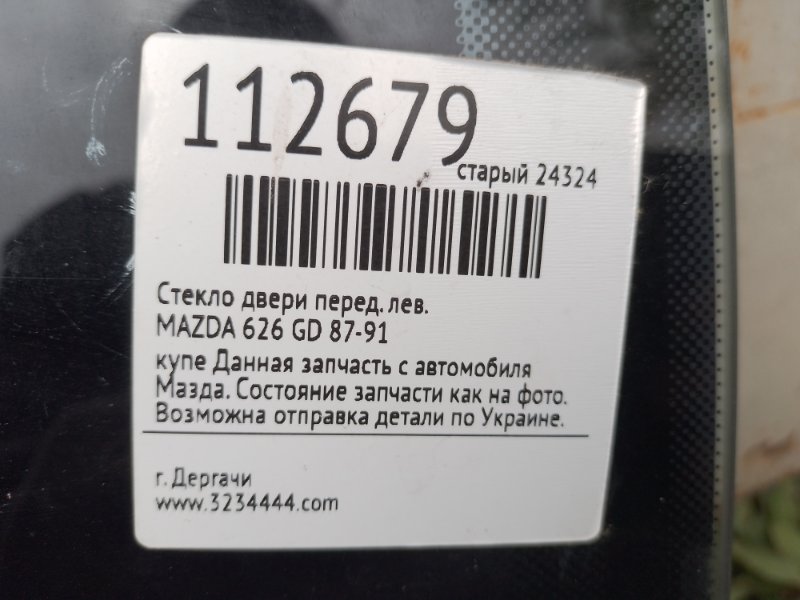 112679
старый 24324
Стекло двери перед. лев.
MAZDA 626 GD 87-91
купе Данная запчасть с автомобиля
Мазда. Состояние запчасти как на фото.
Возможна отправка детали по Украине.
г. Дергачи
www.3234444.com